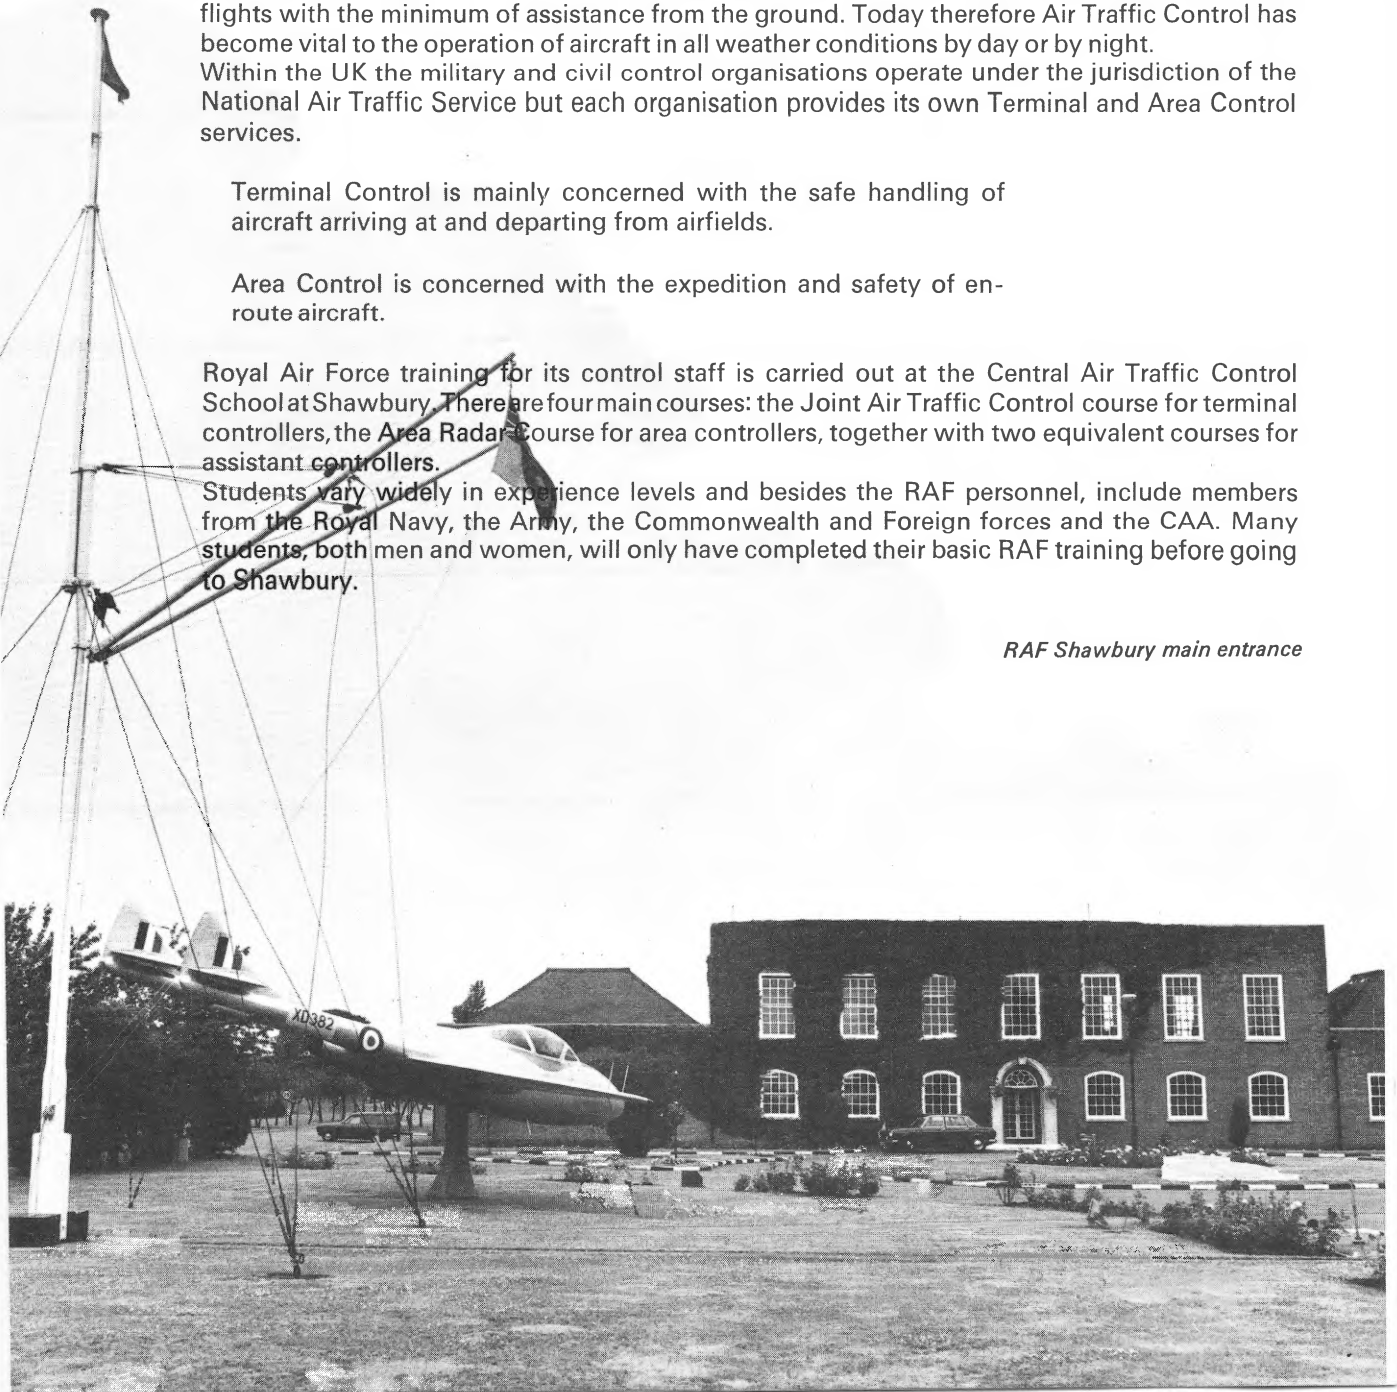 flights with the minimum of assistance from the ground. Today therefore Air Traffic Control has
become vital to the operation of aircraft in all weather conditions by day or by night.
Within the UK the military and civil control organisations operate under the jurisdiction of the
National Air Traffic Service but each organisation provides its own Terminal and Area Control
services.
Terminal Control is mainly concerned with the safe handling of
aircraft arriving at and departing from airfields.
Area Control is concerned with the expedition and safety of en-
route aircraft.
Royal Air Force training for its control staff is carried out at the Central Air Traffic Control
School at Shawbury. There are four main courses: the Joint Air Traffic Control course for terminal
controllers, the Area Radar Course for area controllers, together with two equivalent courses for
assistant controllers.
Students vary widely in experience levels and besides the RAF personnel, include members
from the Royal Navy, the Army, the Commonwealth and Foreign forces and the CAA. Many
students, both men and women, will only have completed their basic RAF training before going
to Shawbury.
RAF Shawbury main entrance
XD382